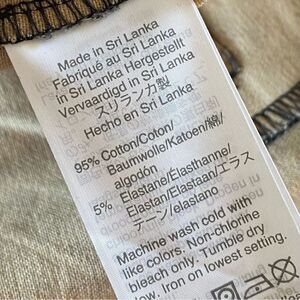 Made in Sri Lanka
Fabriqué au Sri Lanka
in Sri Lanka Hergestellt
Vervaardigd in Sri Lanka
スリランカ製
Hecho en Sri Lanka
95% Cotton/Coton/
Baumwolle/Katoen/綿/
algodón
5% Elastane/Élasthanne/
Elastan/Elastaan/エラス
テーン/elastano
Machine wash cold with
like colors. Non-chlorine
bleach only. Tumble dry
low. Iron on lowest setting.